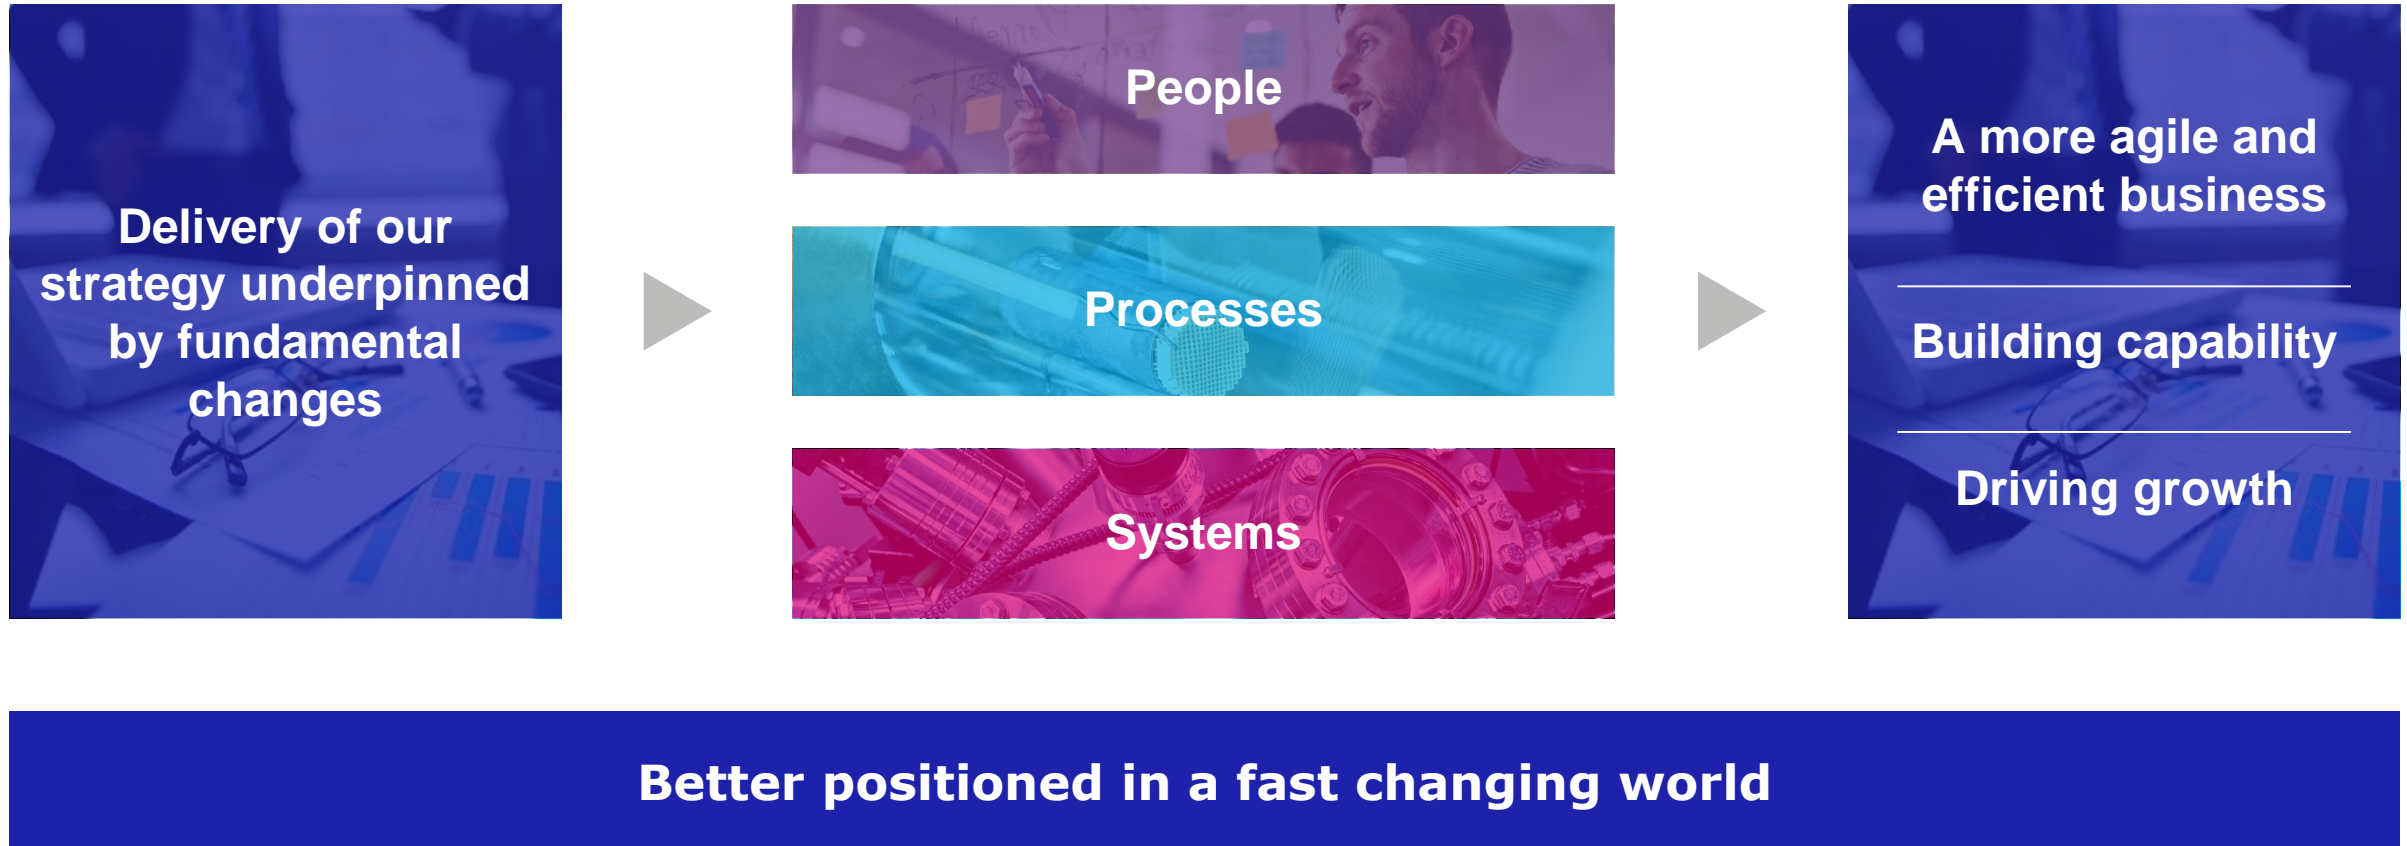 Delivery of our
strategy underpinned
by fundamental
changes
People
Processes
Systems
A more agile and
efficient business
Building capability
Driving growth
Better positioned in a fast changing world